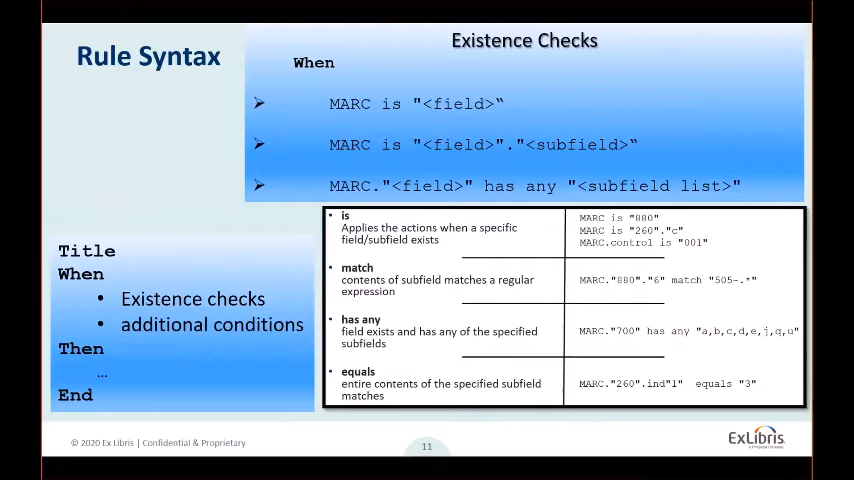 Rule Syntax
Existence Checks
When
➢ MARC is "<field>“
➢ MARC is "<field>"."<subfield>“
➢ MARC."<field>" has any "<subfield list>"
Title
When
• Existence checks
• additional conditions
Then
…
End
• is
Applies the actions when a specific
field/subfield exists
MARC is "880"
MARC is "260"."c"
MARC.control is "001"
• match
contents of subfield matches a regular
expression
MARC."880"."6" match "505-.*"
• has any
field exists and has any of the specified
subfields
MARC."700" has any "a,b,c,d,e,j,q,u"
• equals
entire contents of the specified subfield
matches
MARC."260".ind"1" equals "3"
© 2020 Ex Libris | Confidential & Proprietary
11
ExLibris